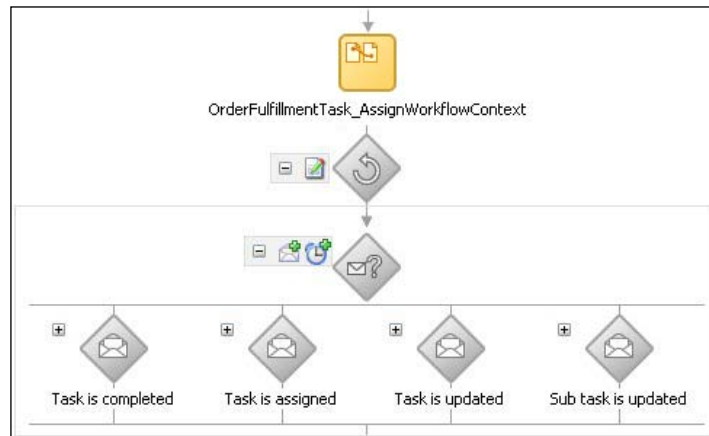 OrderFulfillmentTask_AssignWorkflowContext
Task is completed
Task is assigned
Task is updated
Sub task is updated